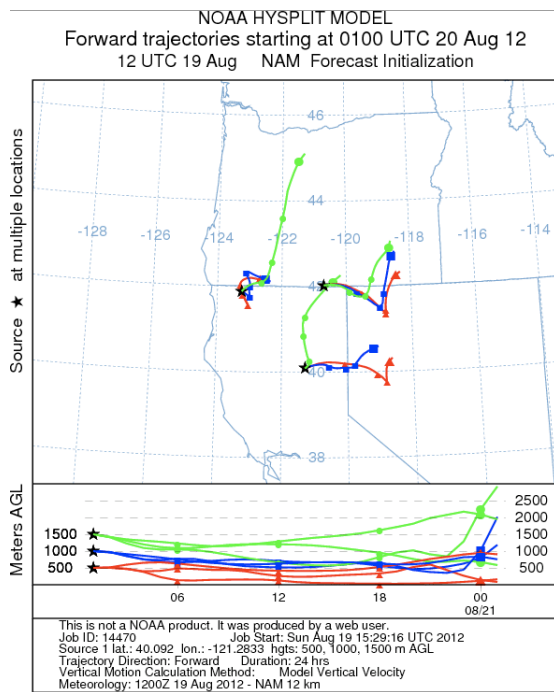 NOAA HYSPLIT MODEL
Forward trajectories starting at 0100 UTC 20 Aug 12
12 UTC 19 Aug NAM Forecast Initialization
46
44
-128
-126
-124
-122
-120
-118
-116
-114
42
40
38
Source ★ at multiple locations
Meters AGL
2500
2000
1500
1500
1000
1000
500
500
06
12
18
00
08/21
This is not a NOAA product. It was produced by a web user.
Job ID: 14470 Job Start: Sun Aug 19 15:29:16 UTC 2012
Source 1 lat.: 40.092 lon.: -121.2833 hgts: 500, 1000, 1500 m AGL
Trajectory Direction: Forward Duration: 24 hrs
Vertical Motion Calculation Method: Model Vertical Velocity
Meteorology: 1200Z 19 Aug 2012 - NAM 12 km